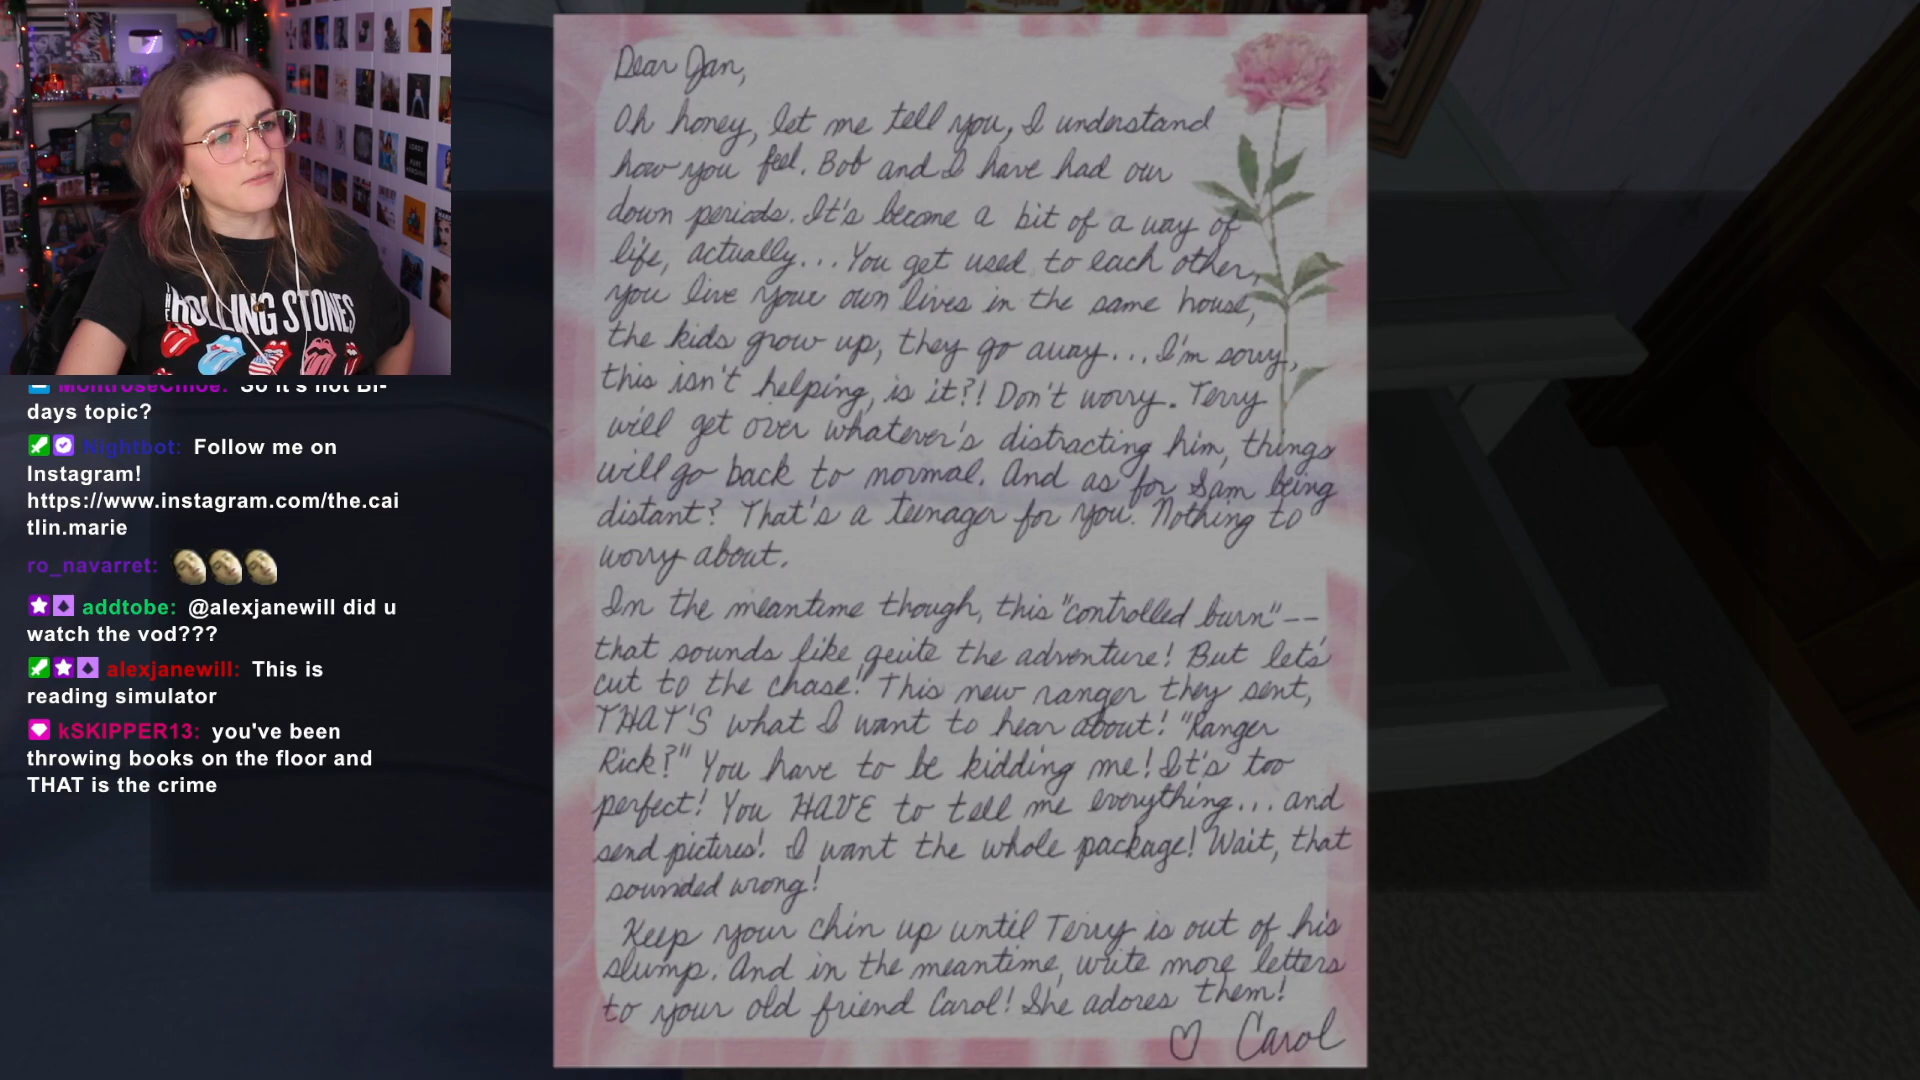 THE
ROLLING STONES
MontroseChloe: So it's not Bi-
days topic?
Nightbot: Follow me on
Instagram!
https://www.instagram.com/the.cai
tlin.marie
ro_navarret:
addtobe: @alexjanewill did u
watch the vod???
alexjanewill: This is
reading simulator
kSKIPPER13: you've been
throwing books on the floor and
THAT is the crime
Dear Jan,
Oh honey, let me tell you, I understand
how you feel. Bob and I have had our
down periods. It's become a bit of a way of
life, actually... You get used to each other,
you live your own lives in the same house,
the kids grow up, they go away... I'm sorry,
this isn't helping, is it?! Don't worry. Terry
will get over whatever's distracting him, things
will go back to normal. And as for Sam being
distant? That's a teenager for you. Nothing to
worry about.
In the meantime though, this "controlled burn"--
that sounds like quite the adventure! But let's
cut to the chase! This new ranger they sent,
THAT'S what I want to hear about! "Ranger
Rick?" You have to be kidding me! It's too
perfect! You HAVE to tell me everything... and
send pictures! I want the whole package! Wait, that
sounded wrong!
Keep your chin up until Terry is out of his
slump. And in the meantime, write more letters
to your old friend Carol! She adores them!
♡ Carol